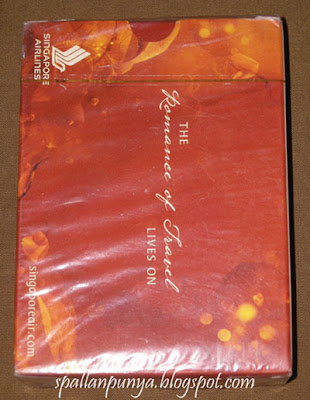 SINGAPORE
AIRLINES
THE
Romance of Travel
LIVES ON
singaporeair.com
spallanpunya.blogspot.com